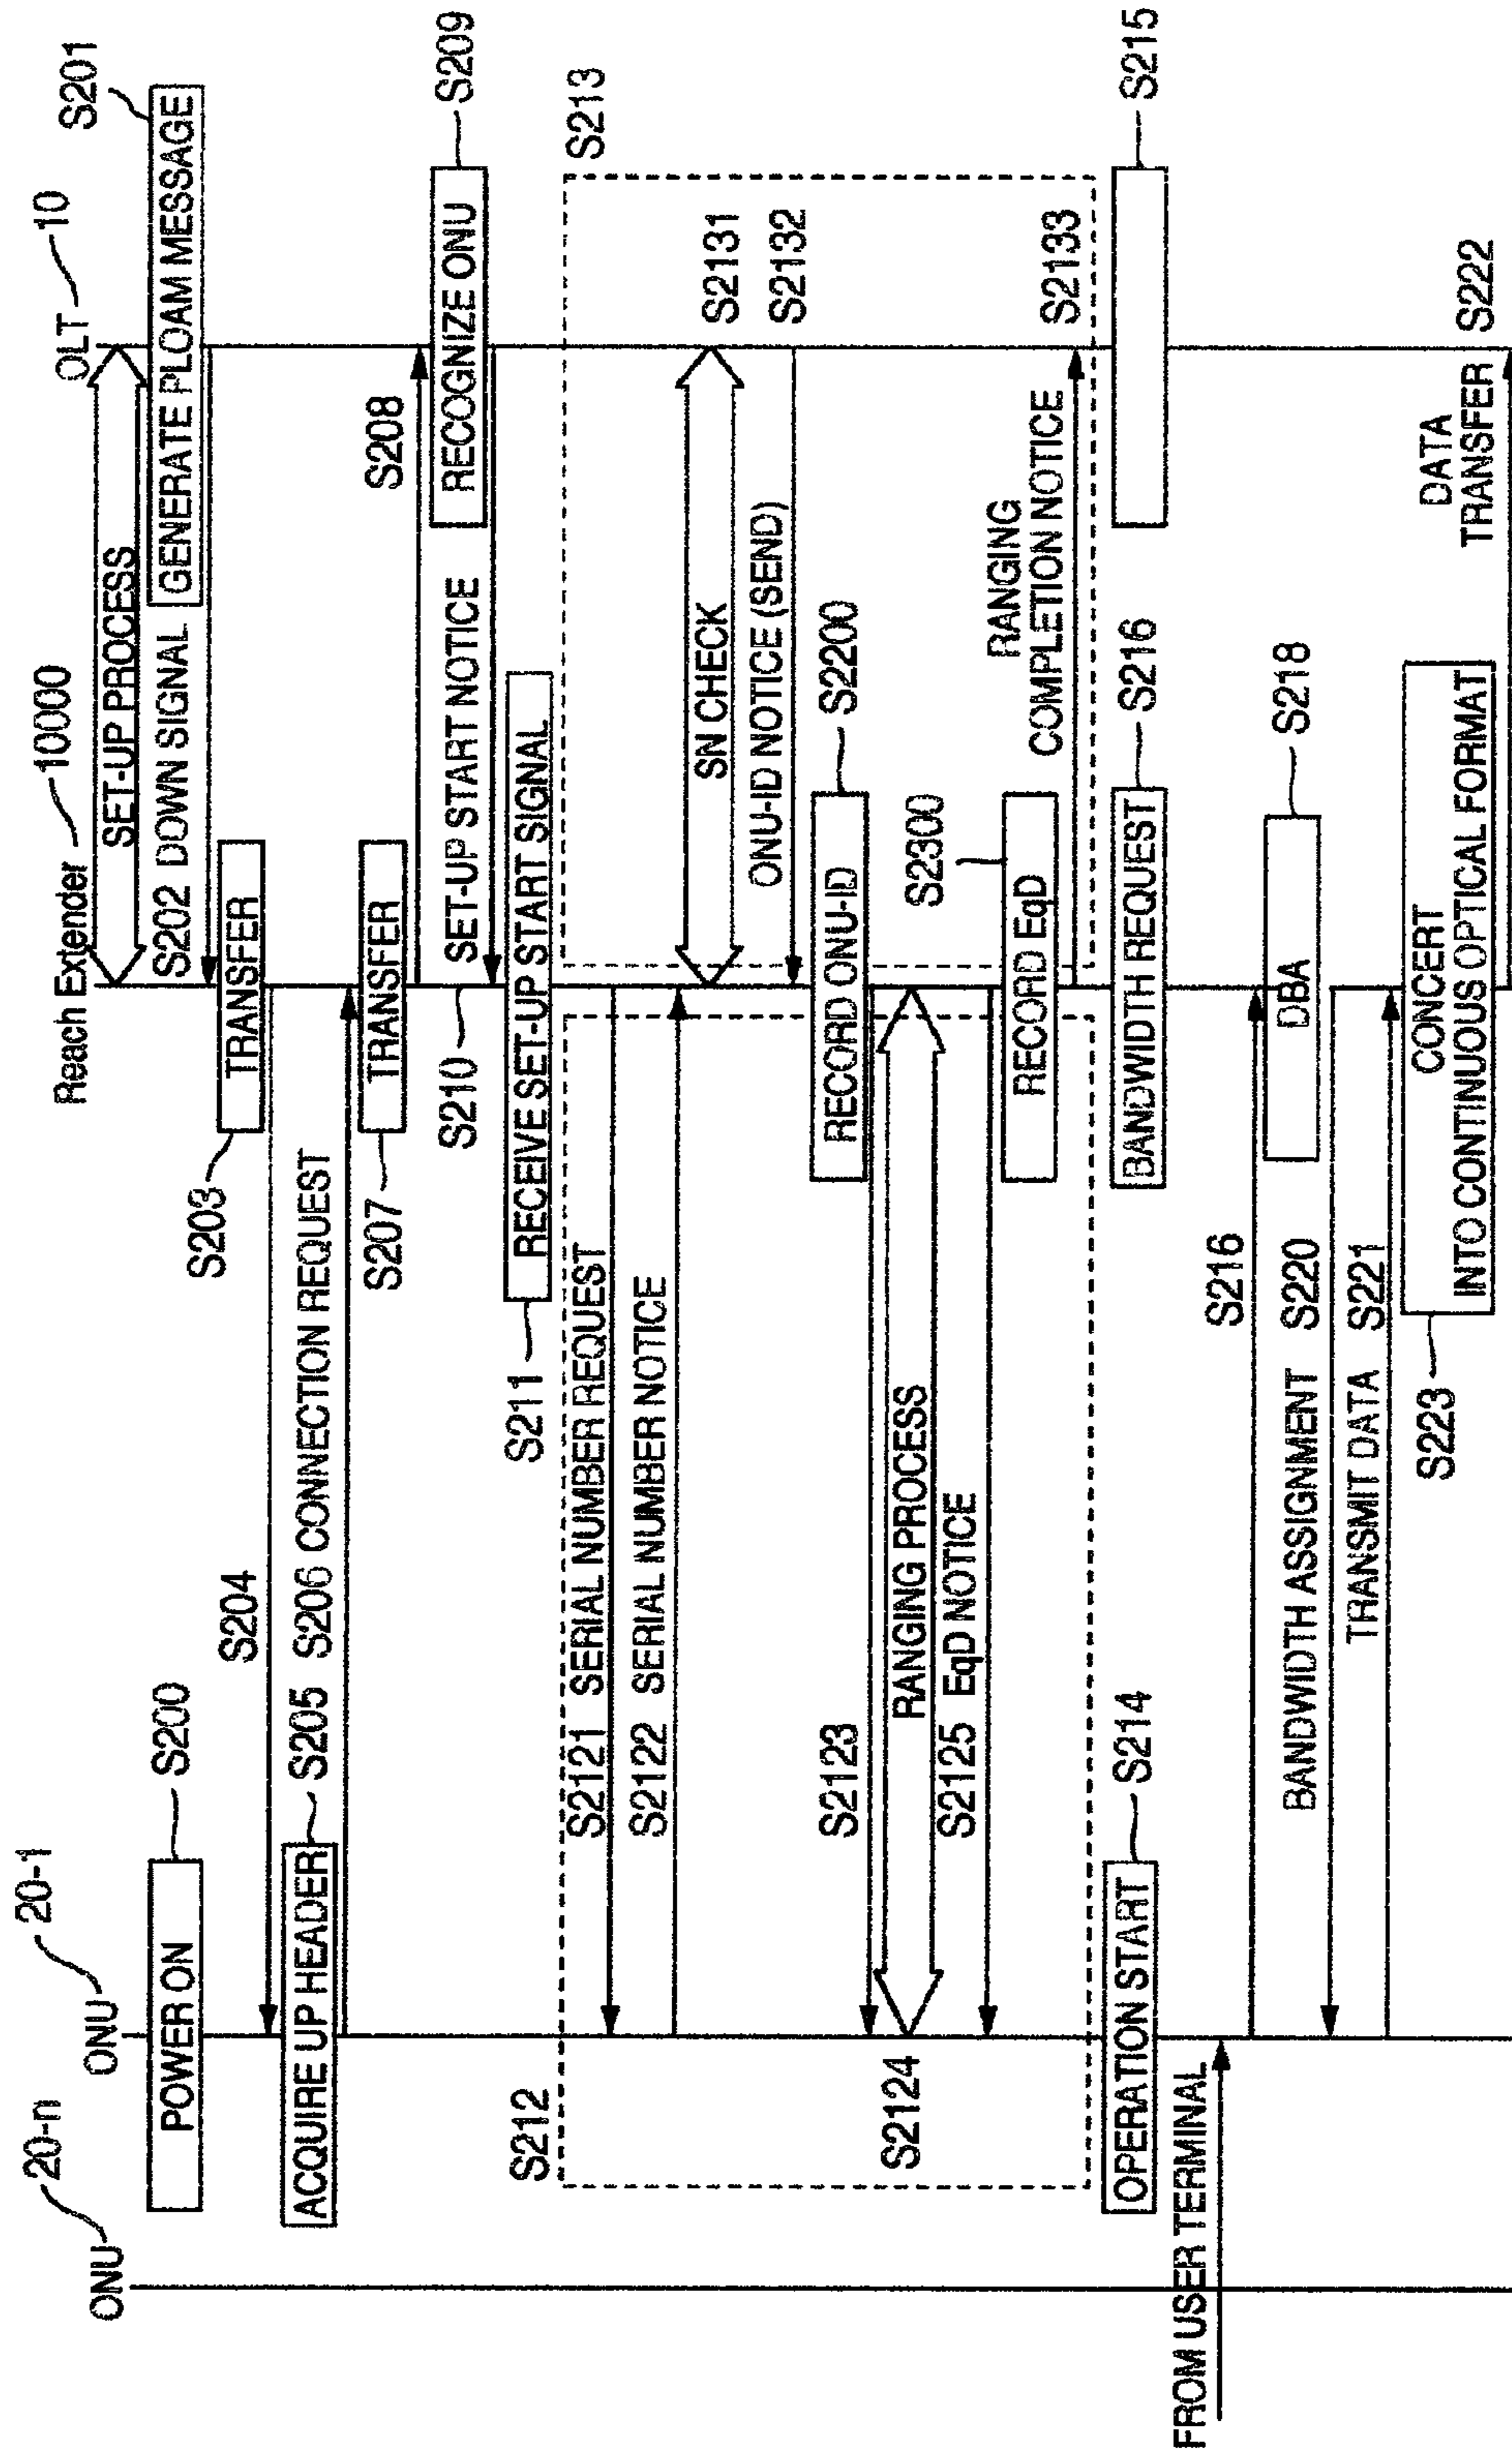 ONU
20-n
ONU
20-1
Reach Extender
10000
OLT
10
SET-UP PROCESS
POWER ON
S200
GENERATE PLOAM MESSAGE
S201
S202 DOWN SIGNAL
TRANSFER
S203
S204
ACQUIRE UP HEADER
S205
S206 CONNECTION REQUEST
TRANSFER
S207
S208
RECOGNIZE ONU
S209
S210
SET-UP START NOTICE
S211
RECEIVE SET-UP START SIGNAL
S212
S213
S2121 SERIAL NUMBER REQUEST
S2122 SERIAL NUMBER NOTICE
SN CHECK
S2131
ONU-ID NOTICE (SEND)
S2132
RECORD ONU-ID
S2200
S2123
RANGING PROCESS
S2124
S2125 EqD NOTICE
S2300
RECORD EqD
RANGING
COMPLETION NOTICE
S2133
OPERATION START
S214
BANDWIDTH REQUEST
S216
S215
FROM USER TERMINAL
S216
DBA
S218
BANDWIDTH ASSIGNMENT S220
TRANSMIT DATA S221
S223
CONCERT
INTO CONTINUOUS OPTICAL FORMAT
DATA
TRANSFER
S222